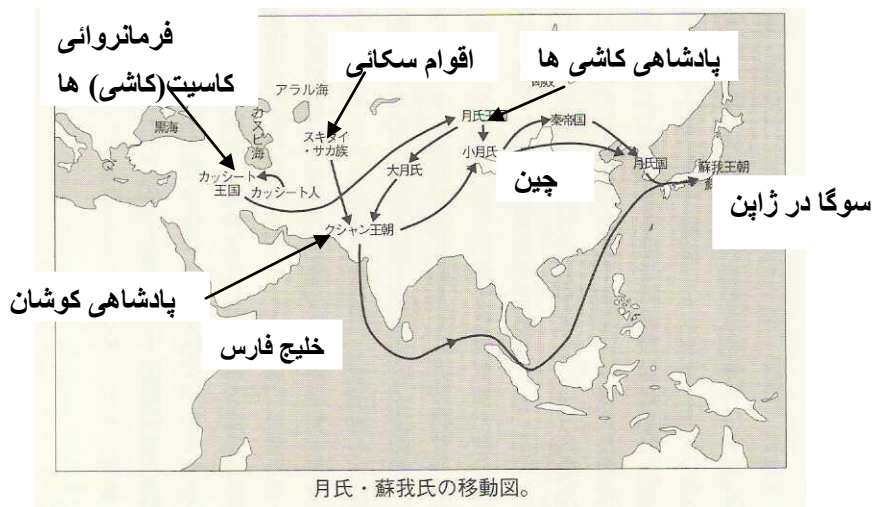 فرمانروائی
کاسیت(کاشی) ها
اقوام سکائی
پادشاهی کاشی ها
アラル海
カスピ海
黒海
スキタイ
・サカ族
月氏王国
秦帝国
小月氏
大月氏
月氏国
蘇我王朝
カッシート
王国
カッシート人
چین
سوگا در ژاپن
クシャン王朝
پادشاهی کوشان
خلیج فارس
月氏・蘇我氏の移動図。